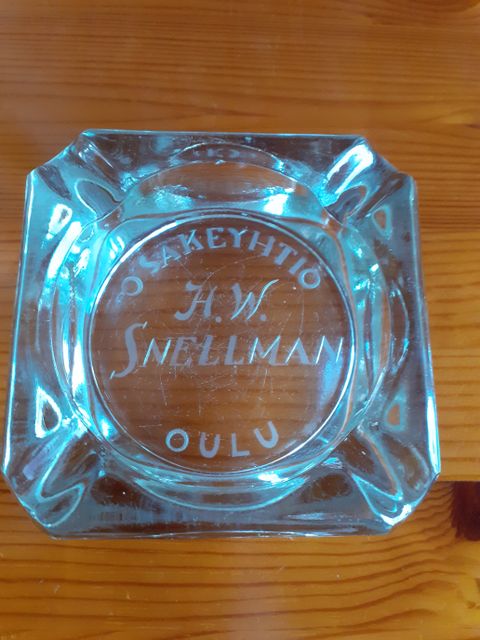 OSAKEYHTIÖ
H.W.
SNELLMAN
OULU